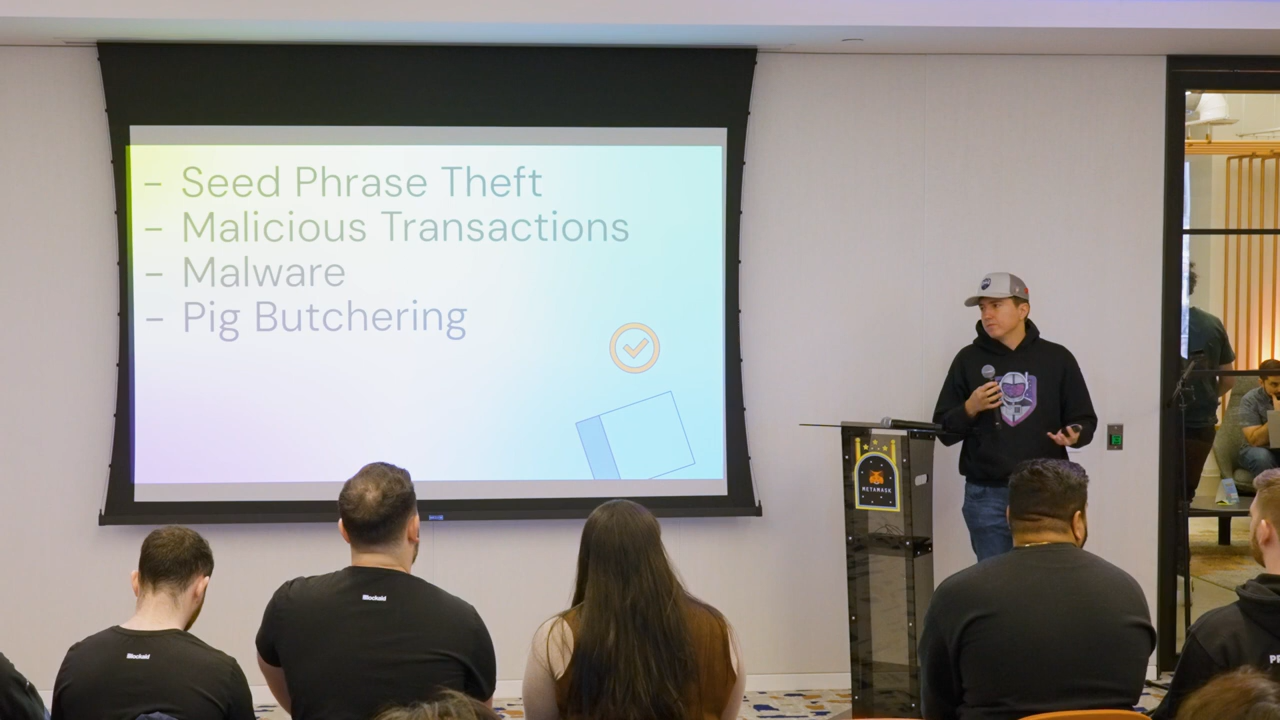 - Seed Phrase Theft
- Malicious Transactions
- Malware
- Pig Butchering
METAMASK
Blockaid
Blockaid